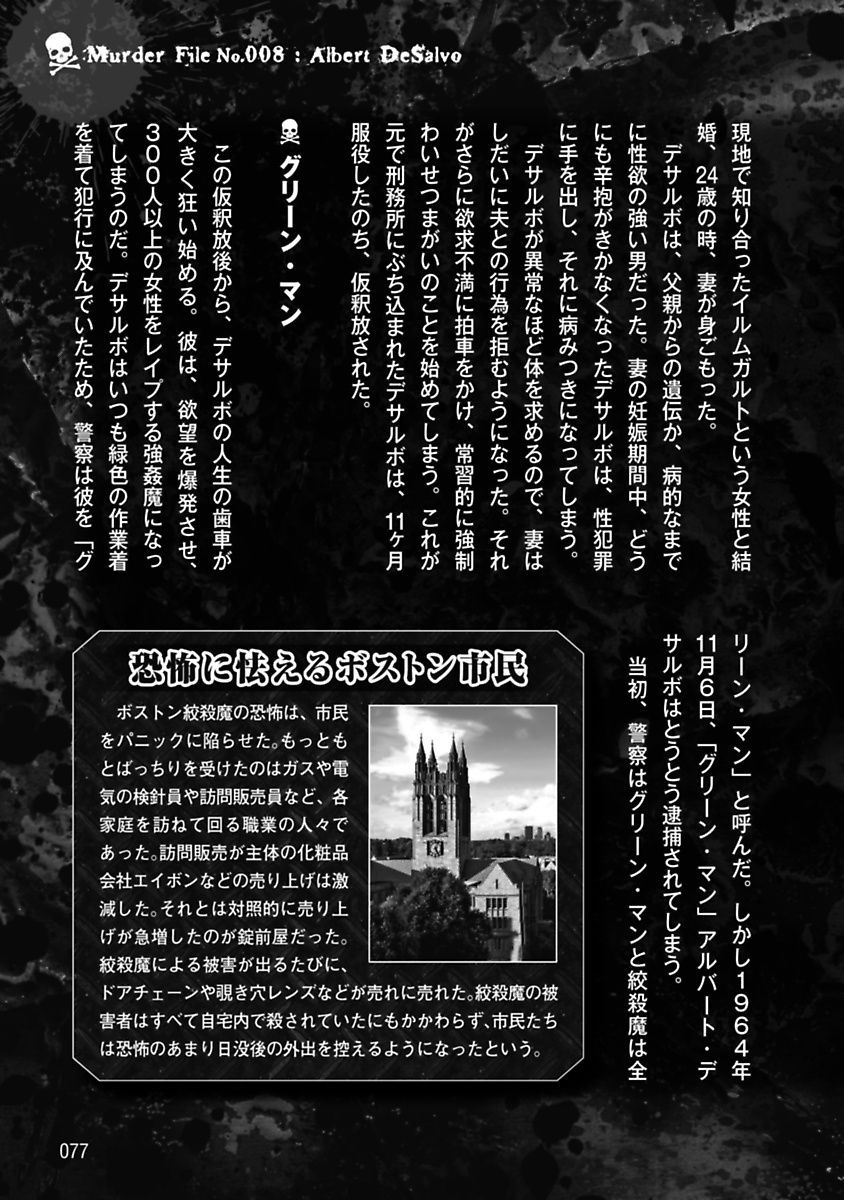 Murder File No.008 : Albert DeSalvo
現地で知り合ったイルムガルトという女性と結
婚、24歳の時、妻が身ごもった。
デサルボは、父親からの遺伝か、病的なまで
に性欲の強い男だった。妻の妊娠期間中、どう
にも辛抱がきかなくなったデサルボは、性犯罪
に手を出し、それに病みつきになってしまう。
デサルボが異常なほど体を求めるので、妻は
しだいに夫との行為を拒むようになった。それ
がさらに欲求不満に拍車をかけ、常習的に強制
わいせつまがいのことを始めてしまう。これが
元で刑務所にぶち込まれたデサルボは、11ヶ月
服役したのち、仮釈放された。
グリーン・マン
この仮釈放後から、デサルボの人生の歯車が
大きく狂い始める。彼は、欲望を爆発させ、
300人以上の女性をレイプする強姦魔になっ
てしまうのだ。デサルボはいつも緑色の作業着
を着て犯行に及んでいたため、警察は彼を「グ
リーン・マン」と呼んだ。しかし1964年
11月6日、「グリーン・マン」アルバート・デ
サルボはとうとう逮捕されてしまう。
当初、警察はグリーン・マンと絞殺魔は全
恐怖に怯えるボストン市民
ボストン絞殺魔の恐怖は、市民
をパニックに陥らせた。もっとも
とばっちりを受けたのはガスや電
気の検針員や訪問販売員など、各
家庭を訪ねて回る職業の人々で
あった。訪問販売が主体の化粧品
会社エイボンなどの売り上げは激
減した。それとは対照的に売り上
げが急増したのが錠前屋だった。
絞殺魔による被害が出るたびに、
ドアチェーンや覗き穴レンズなどが売れに売れた。絞殺魔の被
害者はすべて自宅内で殺されていたにもかかわらず、市民たち
は恐怖のあまり日没後の外出を控えるようになったという。
077